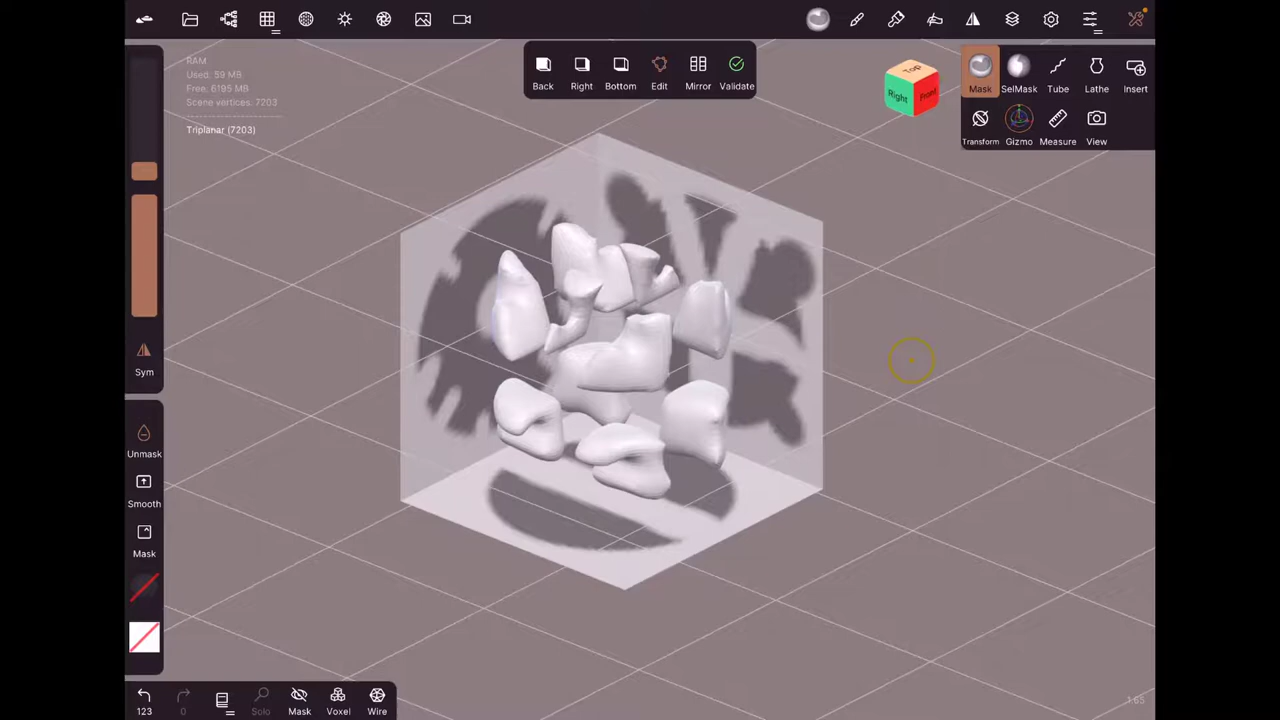 RAM
Used: 59 MB
Free: 6195 MB
Scene vertices: 7203
Triplanar (7203)
Back
Right
Bottom
Edit
Mirror
Validate
Top
Right
Front
Mask
SelMask
Tube
Lathe
Insert
Transform
Gizmo
Measure
View
Sym
Unmask
Smooth
Mask
123
0
Solo
Mask
Voxel
Wire
1.65